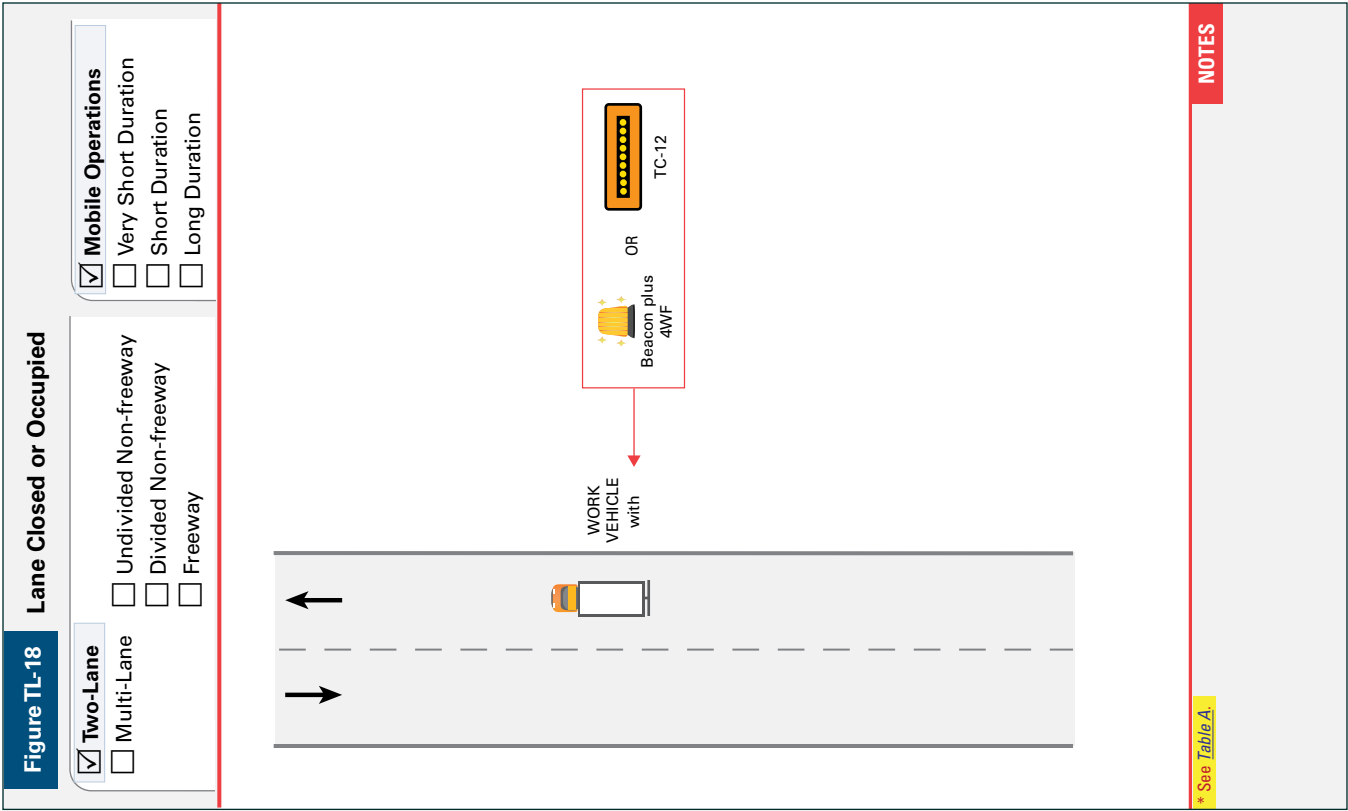 Figure TL-18
Lane Closed or Occupied
Two-Lane
Multi-Lane
Undivided Non-freeway
Divided Non-freeway
Freeway
Mobile Operations
Very Short Duration
Short Duration
Long Duration
WORK
VEHICLE
with
Beacon plus
4WF
OR
TC-12
NOTES
* See Table A.